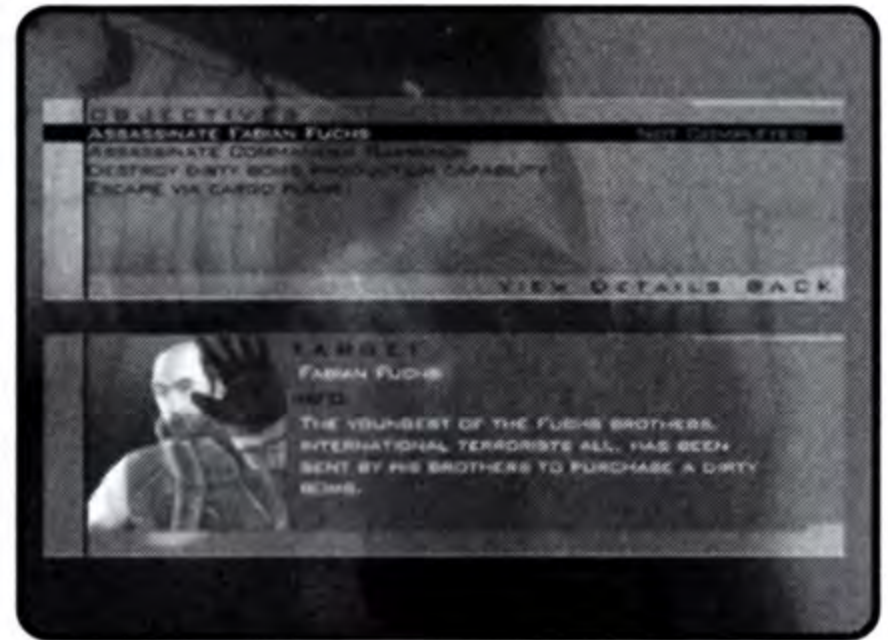 OBJECTIVES
ASSASSINATE FABIAN FUCHS NOT COMPLETED
ASSASSINATE COMMANDER
DESTROY DIRTY BOMB PRODUCTION CAPABILITY
ESCAPE VIA CARGO PLANE
VIEW DETAILS BACK
TARGET
FABIAN FUCHS
INFO
THE YOUNGEST OF THE FUCHS BROTHERS,
INTERNATIONAL TERRORISTS ALL. HAS BEEN
SENT BY HIS BROTHERS TO PURCHASE A DIRTY
BOMB.